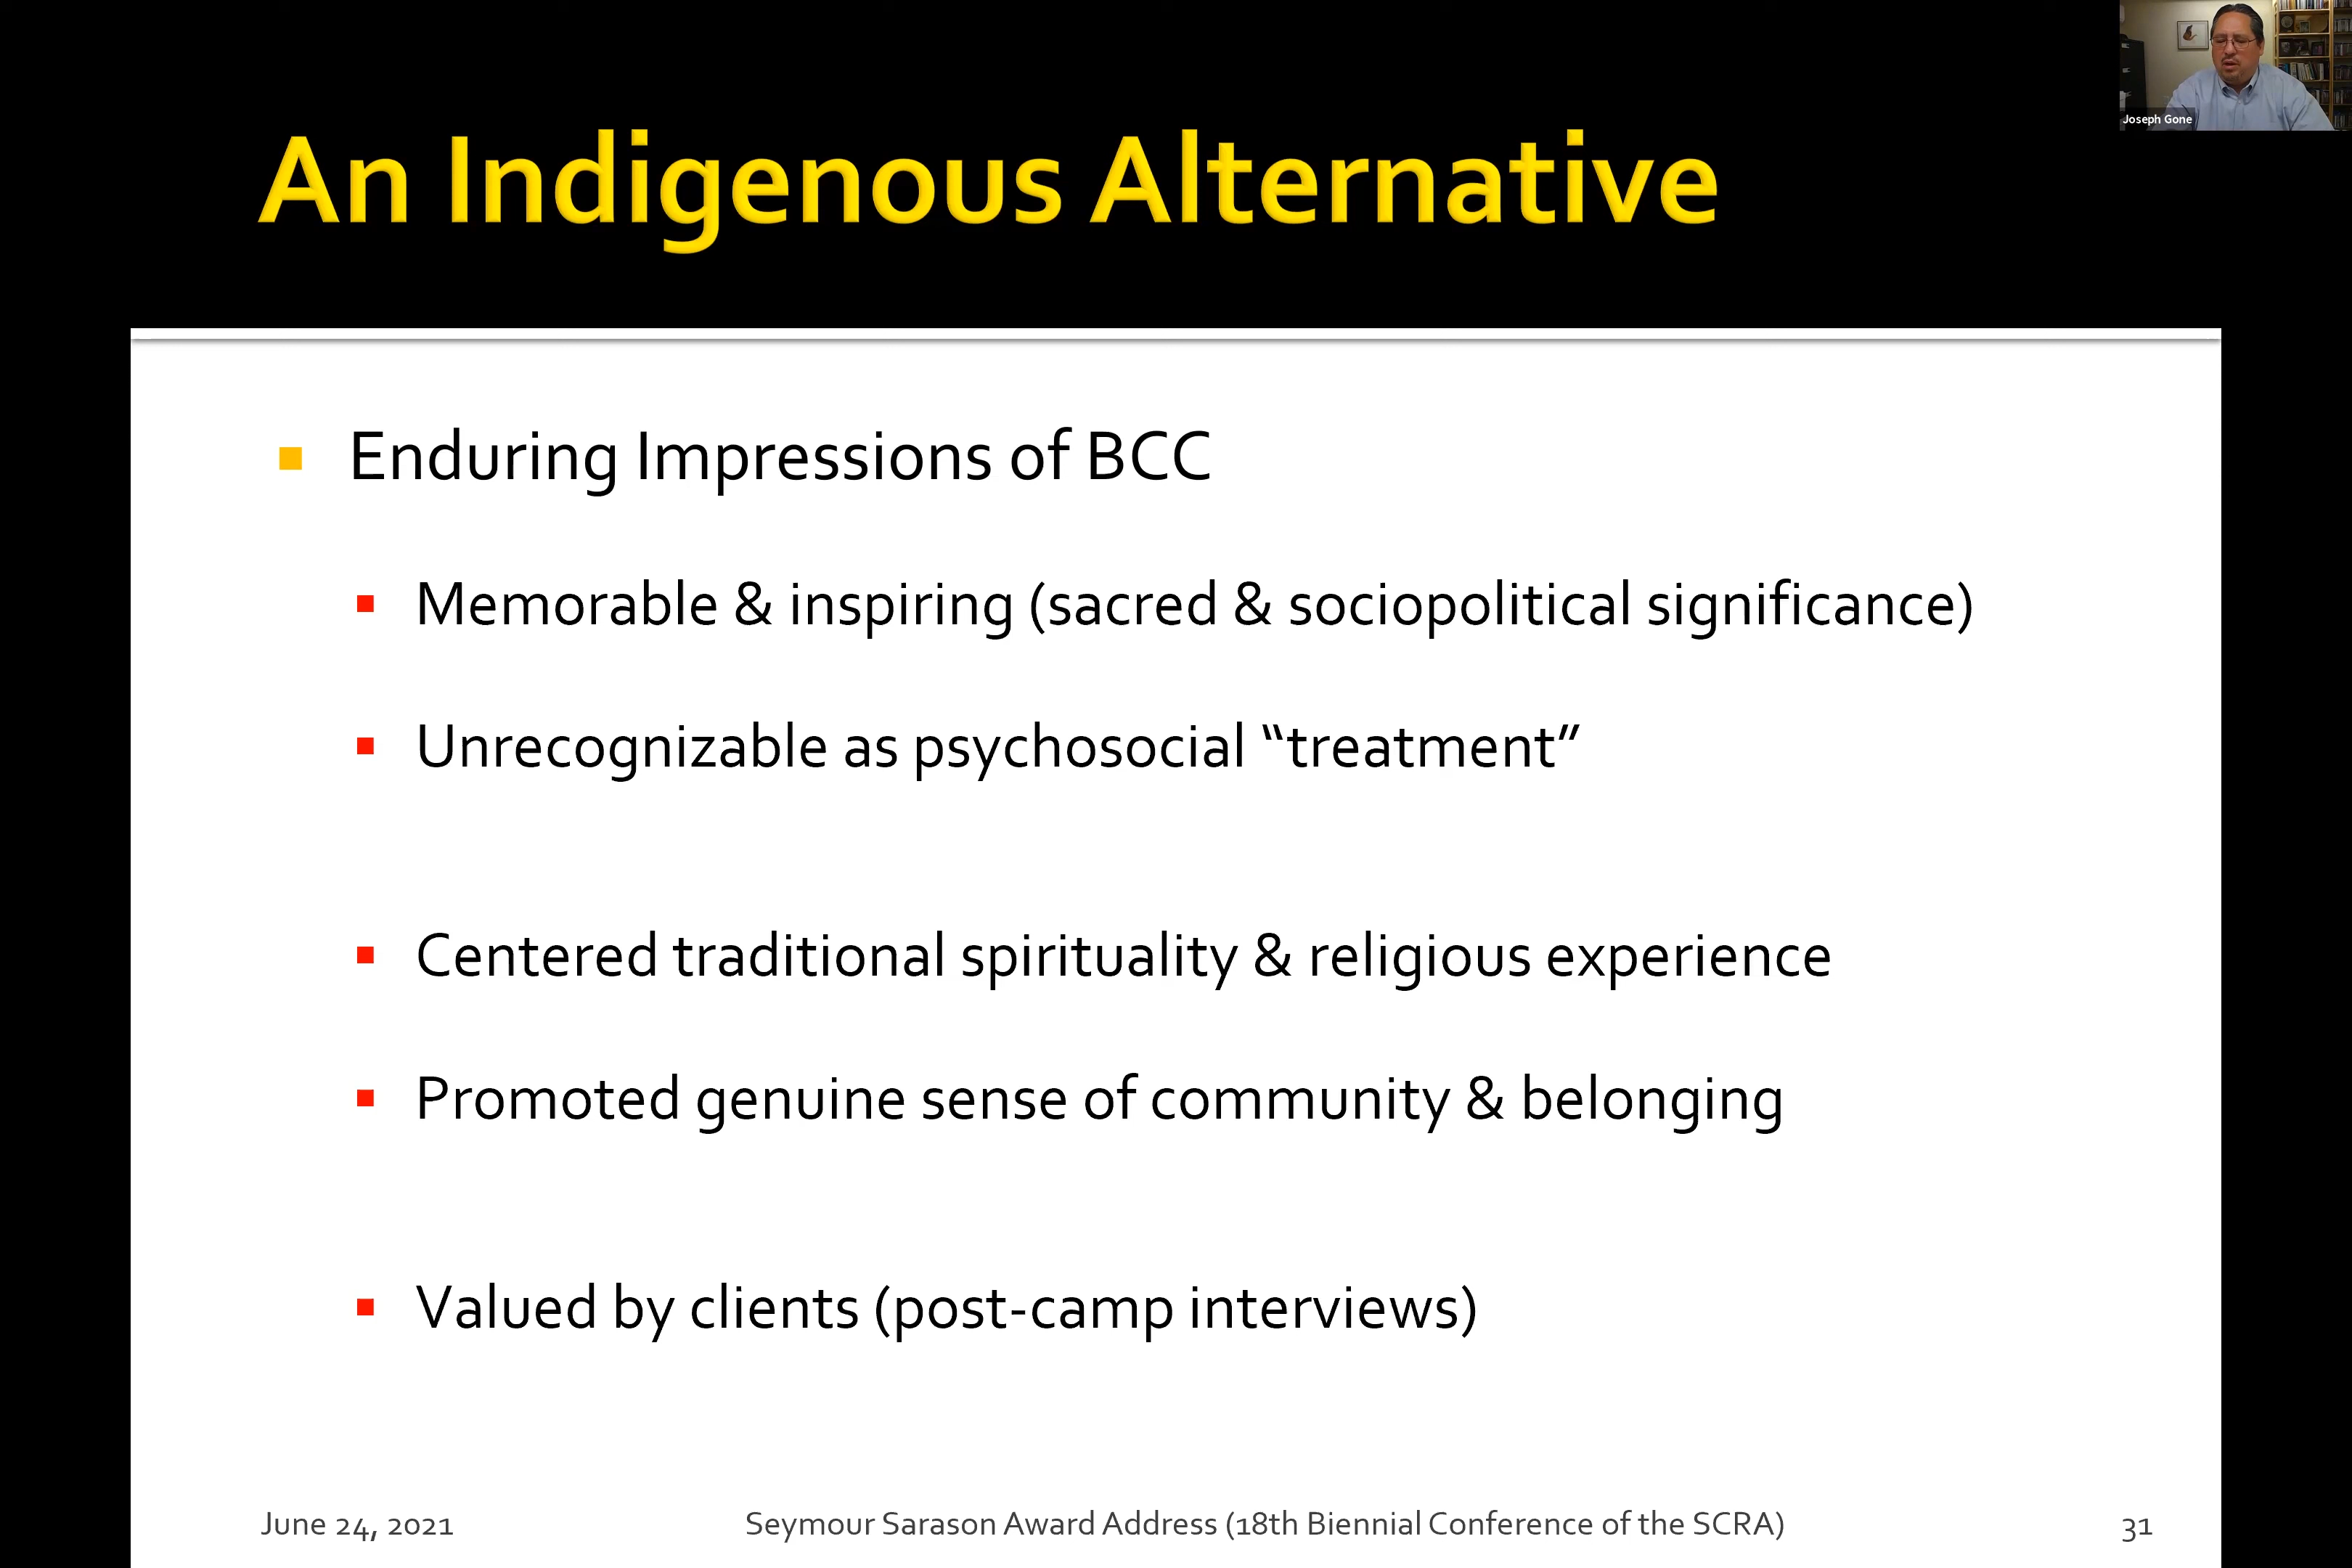 Joseph Gone
An Indigenous Alternative
Enduring Impressions of BCC
Memorable & inspiring (sacred & sociopolitical significance)
Unrecognizable as psychosocial “treatment”
Centered traditional spirituality & religious experience
Promoted genuine sense of community & belonging
Valued by clients (post-camp interviews)
June 24, 2021
Seymour Sarason Award Address (18th Biennial Conference of the SCRA)
31